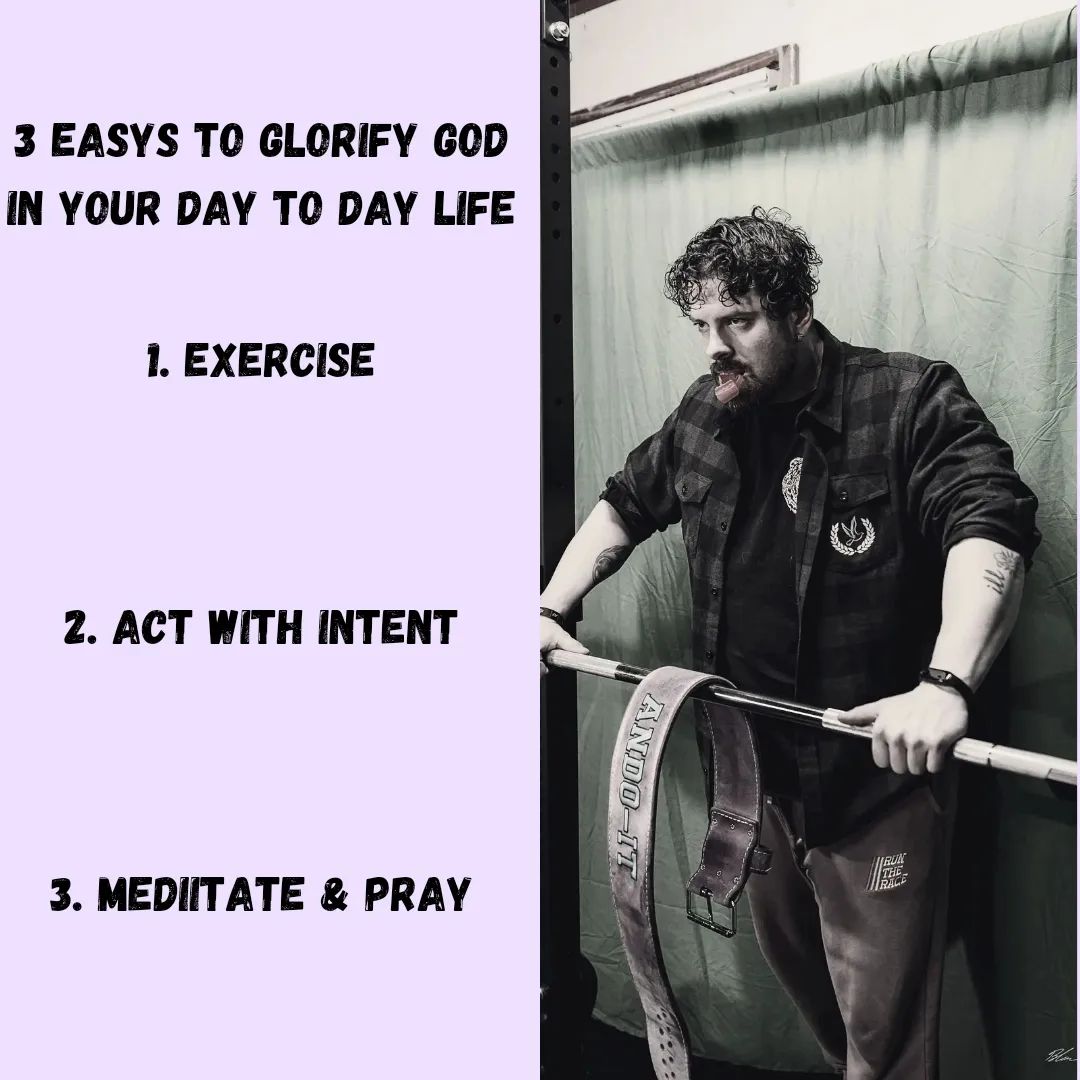 3 EASYS TO GLORIFY GOD
IN YOUR DAY TO DAY LIFE
1. EXERCISE
2. ACT WITH INTENT
3. MEDIITATE & PRAY
ANDO-IT
RUN
THE
RACE